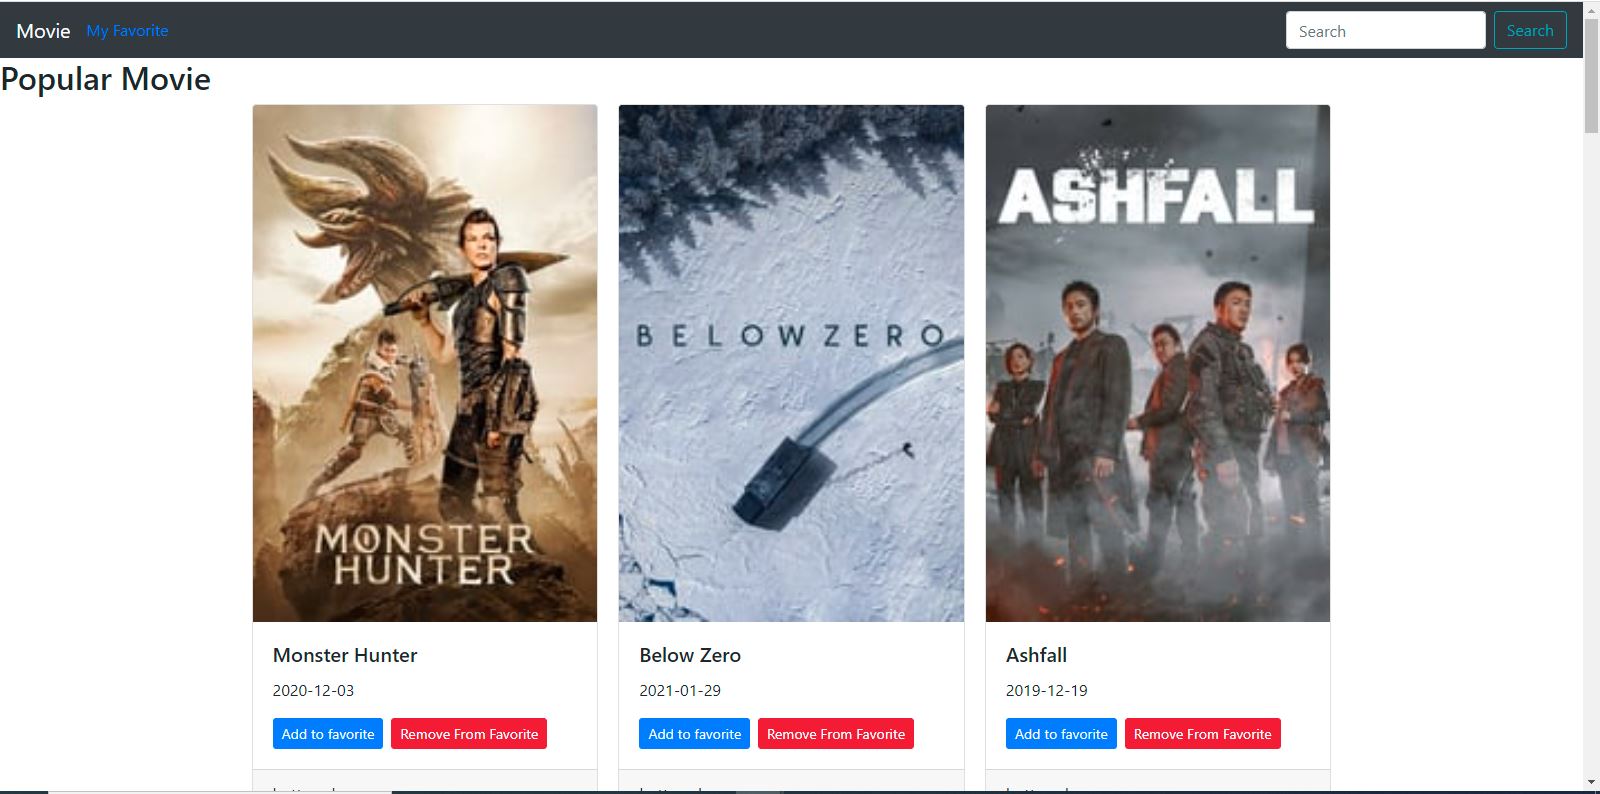 Movie My Favorite Search Search
Popular Movie
ASHFALL
BELOWZERO
MONSTER
HUNTER
Monster Hunter Below Zero Ashfall
2020-12-03 2021-01-29 2019-12-19
Add to favorite Remove From Favorite Add to favorite Remove From Favorite Add to favorite Remove From Favorite